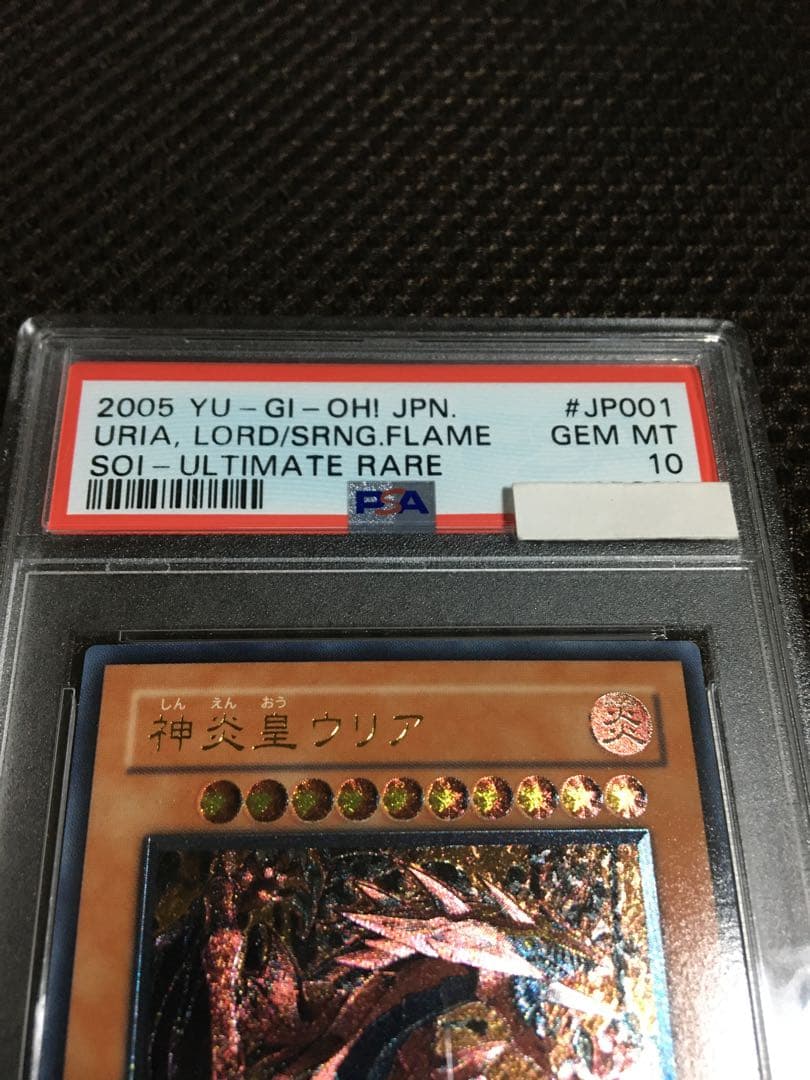 2005 YU-GI-OH! JPN. #JP001
URIA, LORD/SRNG.FLAME GEM MT
SOI-ULTIMATE RARE 10
PSA
しん えん おう
神炎皇ウリア
炎